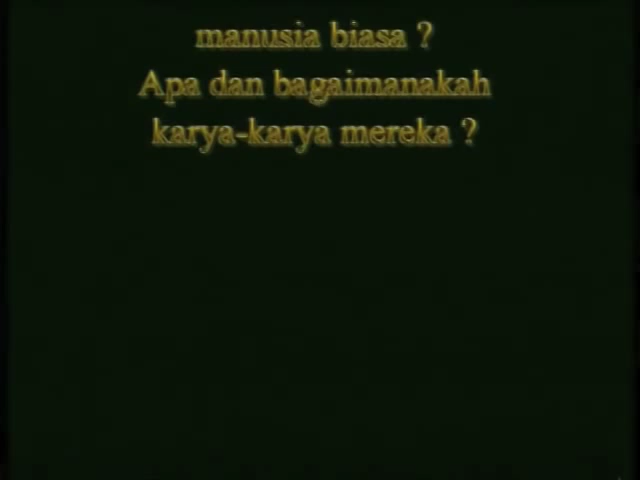 manusia biasa ?
Apa dan bagaimanakah
karya-karya mereka ?